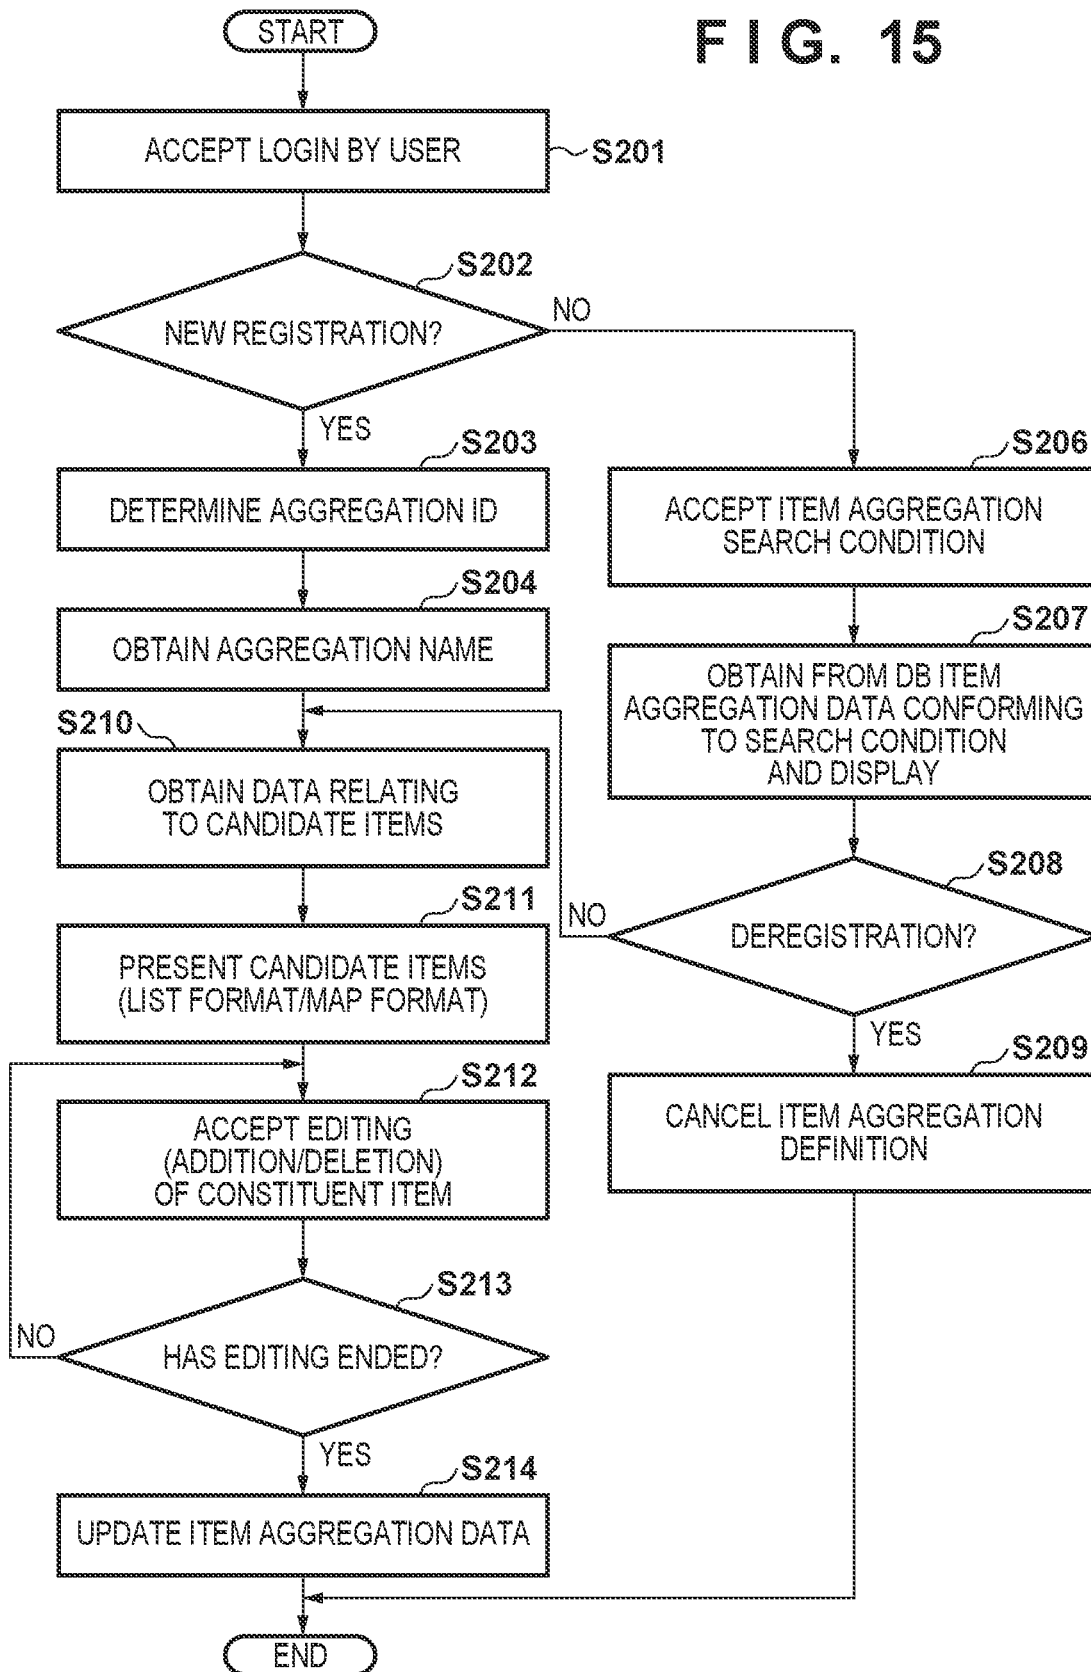 FIG. 15
START
ACCEPT LOGIN BY USER
S201
S202
NEW REGISTRATION?
NO
YES
S203
DETERMINE AGGREGATION ID
S204
OBTAIN AGGREGATION NAME
S206
ACCEPT ITEM AGGREGATION
SEARCH CONDITION
S207
OBTAIN FROM DB ITEM
AGGREGATION DATA CONFORMING
TO SEARCH CONDITION
AND DISPLAY
S208
DEREGISTRATION?
NO
YES
S209
CANCEL ITEM AGGREGATION
DEFINITION
S210
OBTAIN DATA RELATING
TO CANDIDATE ITEMS
S211
PRESENT CANDIDATE ITEMS
(LIST FORMAT/MAP FORMAT)
S212
ACCEPT EDITING
(ADDITION/DELETION)
OF CONSTITUENT ITEM
S213
HAS EDITING ENDED?
NO
YES
S214
UPDATE ITEM AGGREGATION DATA
END